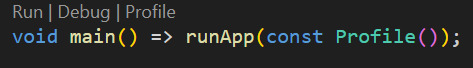 Run | Debug | Profile
void main() => runApp(const Profile());